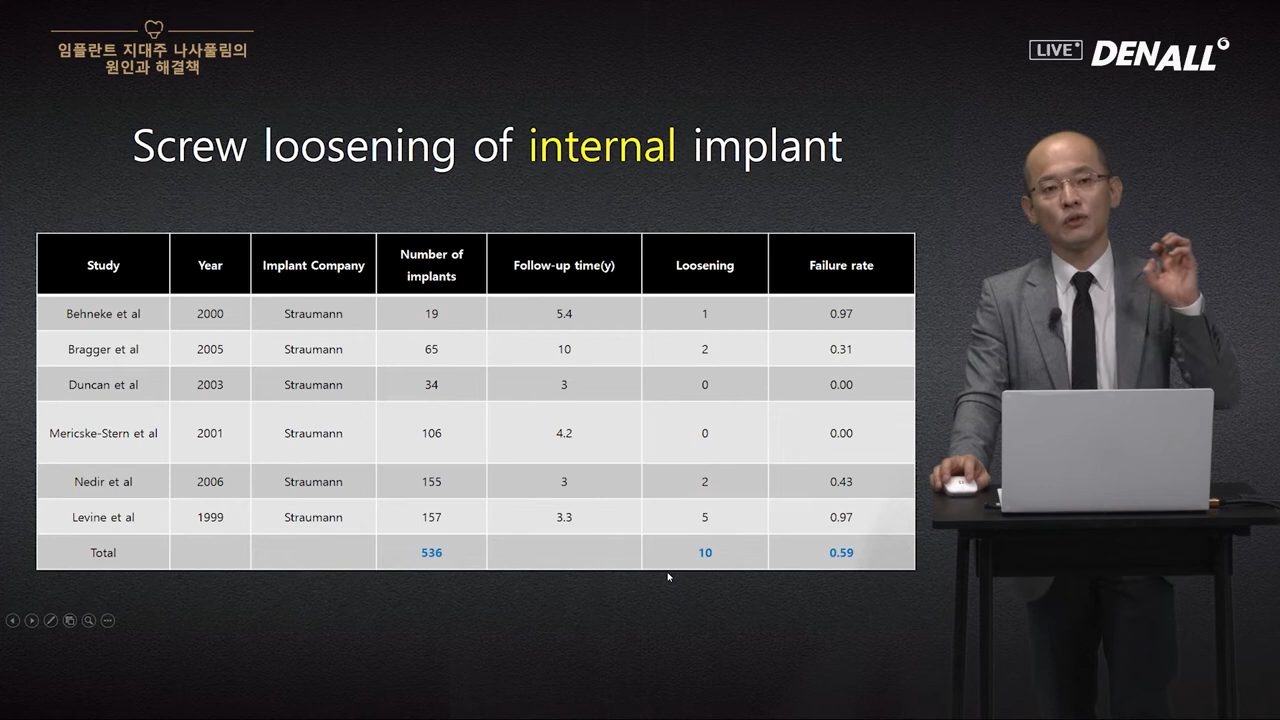 임플란트 지대주 나사풀림의
원인과 해결책
LIVE
DENALL
Screw loosening of internal implant
Study Year Implant Company Number of implants Follow-up time(y) Loosening Failure rate
Behneke et al 2000 Straumann 19 5.4 1 0.97
Bragger et al 2005 Straumann 65 10 2 0.31
Duncan et al 2003 Straumann 34 3 0 0.00
Mericske-Stern et al 2001 Straumann 106 4.2 0 0.00
Nedir et al 2006 Straumann 155 3 2 0.43
Levine et al 1999 Straumann 157 3.3 5 0.97
Total 536 10 0.59